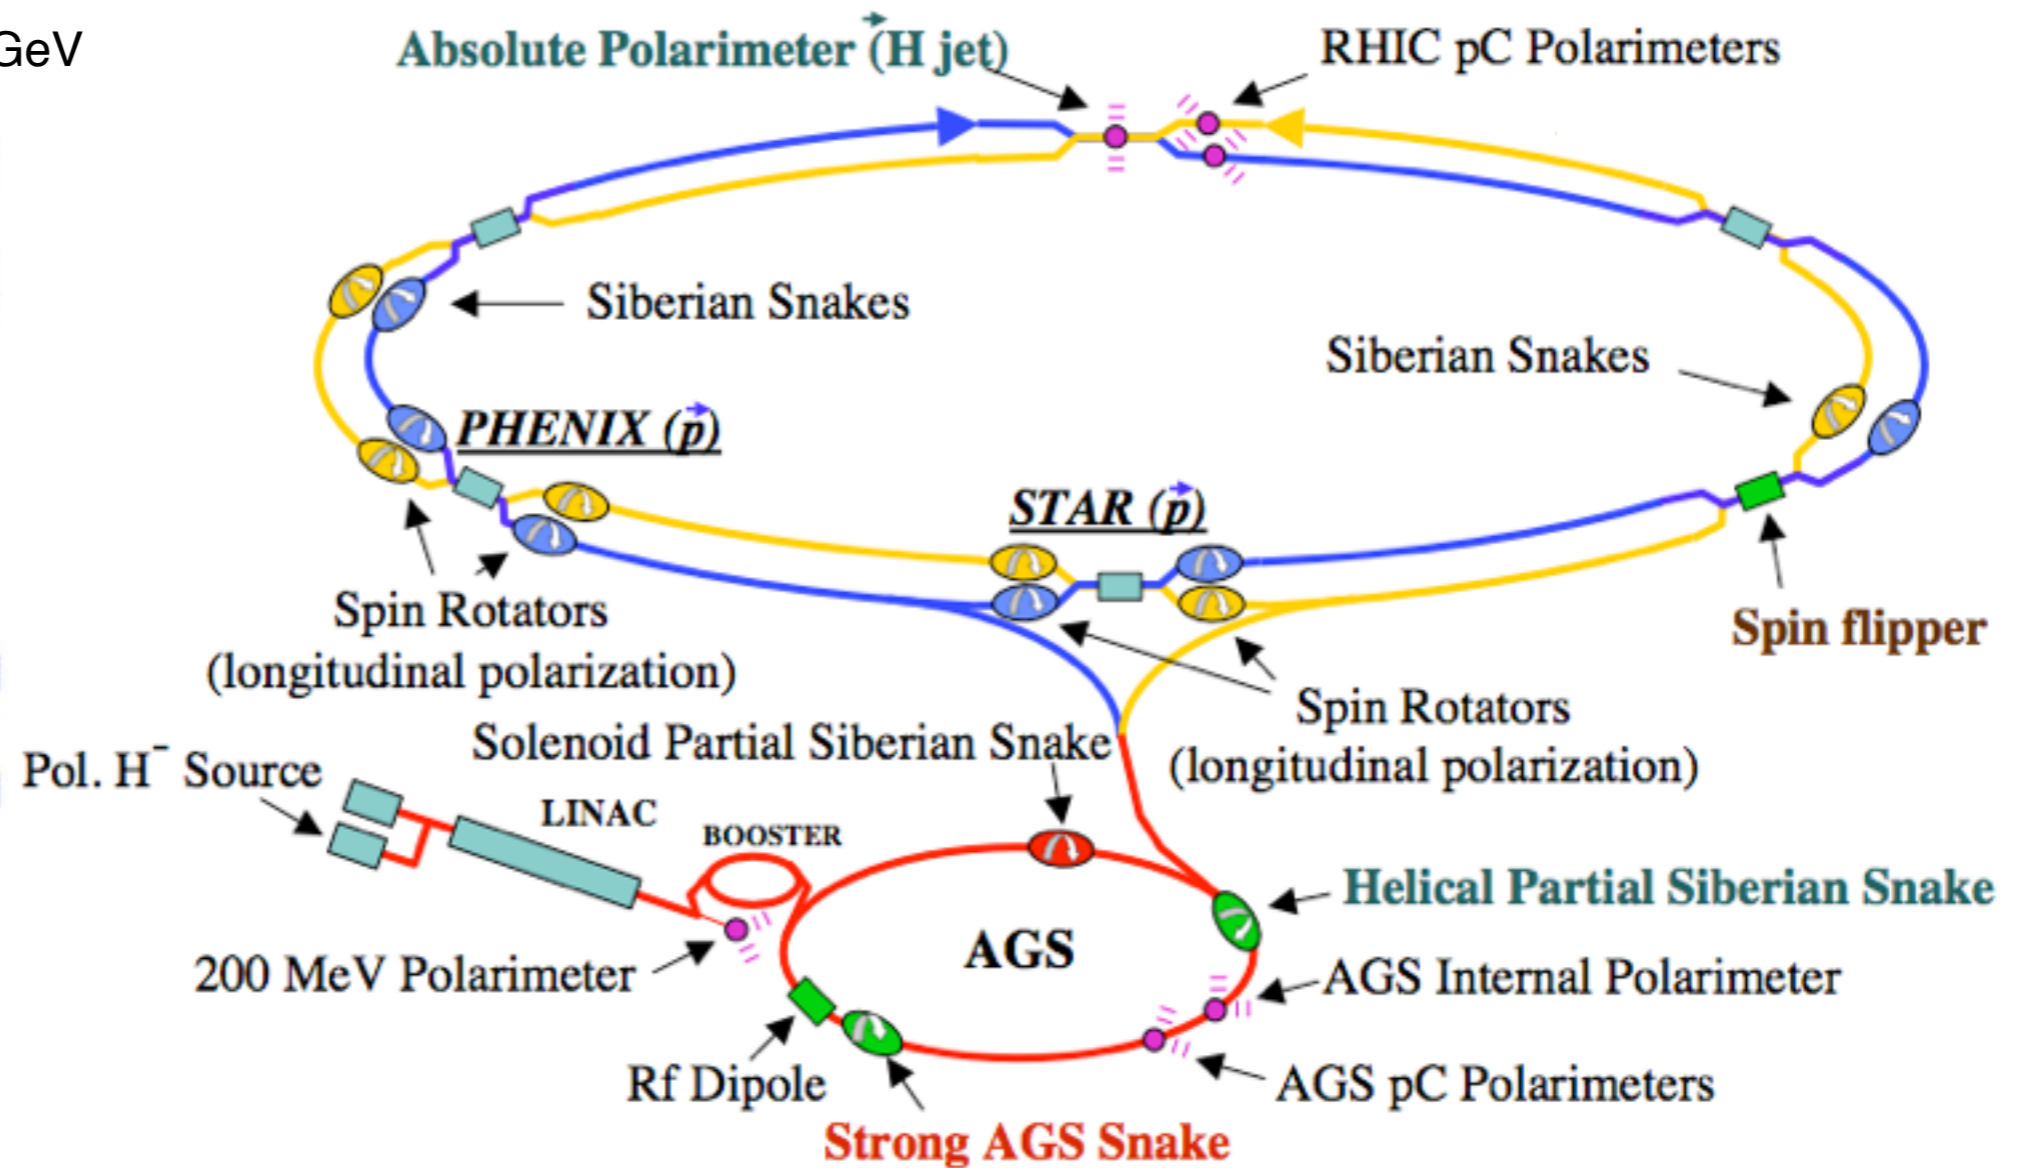 GeV
Absolute Polarimeter (H jet)
RHIC pC Polarimeters
Siberian Snakes
Siberian Snakes
PHENIX (p)
STAR (p)
Spin Rotators
(longitudinal polarization)
Spin flipper
Spin Rotators
(longitudinal polarization)
Solenoid Partial Siberian Snake
Pol. H⁻ Source
LINAC
BOOSTER
Helical Partial Siberian Snake
AGS
200 MeV Polarimeter
AGS Internal Polarimeter
Rf Dipole
AGS pC Polarimeters
Strong AGS Snake